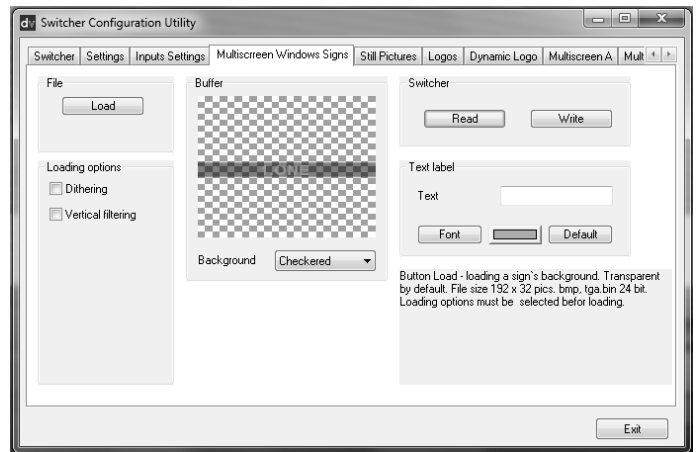 dv Switcher Configuration Utility
Switcher Settings Inputs Settings Multiscrreen Windows Signs Still Pictures Logos Dynamic Logo Multiscreen A Mult
File
Load
Loading options
Dithering
Vertical filtering
Buffer
1 ONE
Background Checkered
Switcher
Read Write
Text label
Text
Font Default
Button Load - loading a sign`s background. Transparent
by default. File size 192 x 32 pics. bmp, tga.bin 24 bit.
Loading options must be selected befor loading.
Exit